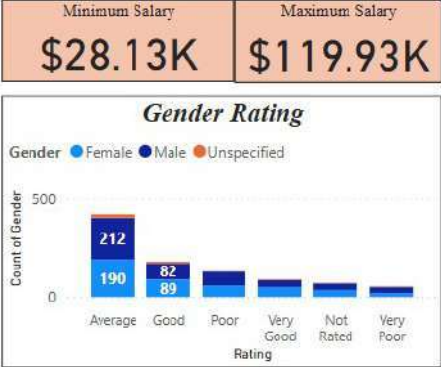 Minimum Salary
$28.13K
Maximum Salary
$119.93K
Gender Rating
Gender Female Male Unspecified
Count of Gender
500
0
212
190
82
89
Average Good Poor Very Good Not Rated Very Poor
Rating